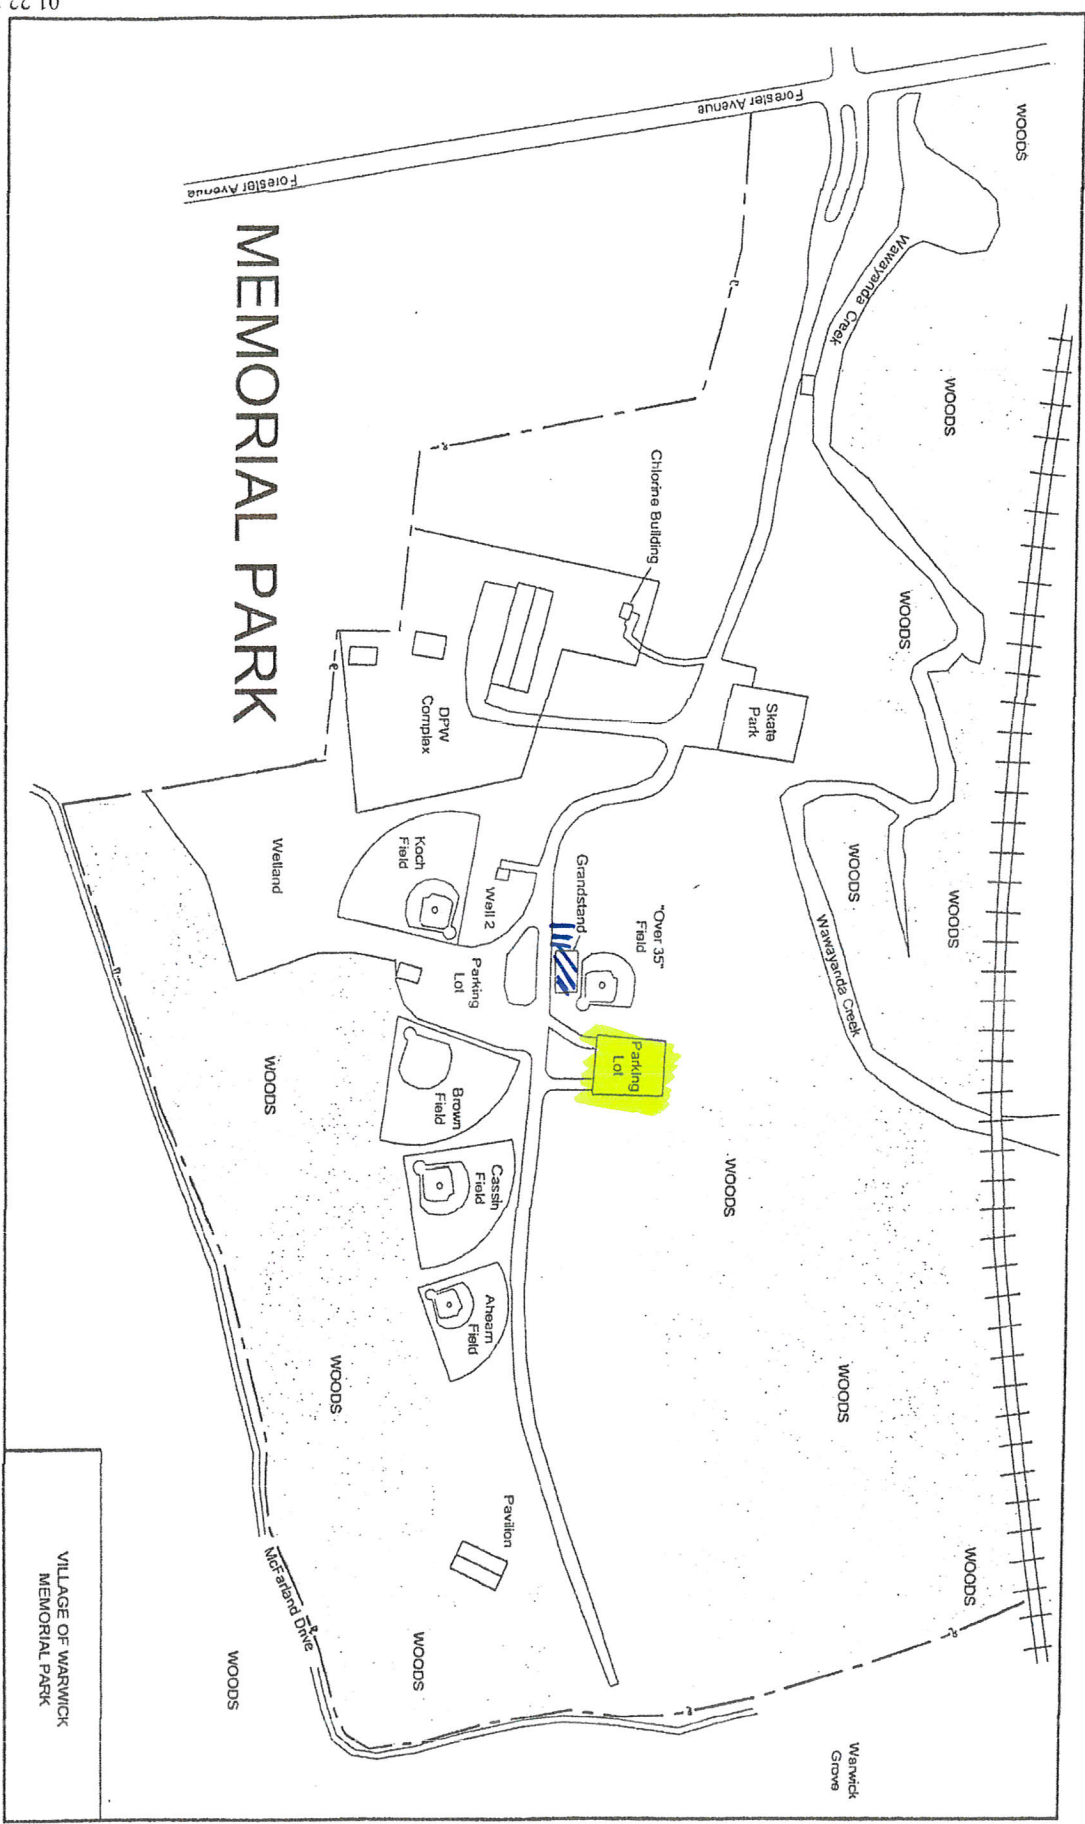 01 22
Forester Avenue
Forester Avenue
WOODS
MEMORIAL PARK
Wawayanda Creek
WOODS
Chlorine Building
WOODS
Skate
Park
DPW
Complex
Wetland
Koch
Field
Well 2
Grandstand
"Over 35"
Field
WOODS
WOODS
Wawayanda Creek
Parking
Lot
Parking
Lot
WOODS
Brown
Field
Cassin
Field
WOODS
Ahearn
Field
WOODS
WOODS
Pavilion
WOODS
McFarland Drive
WOODS
WOODS
Warwick
Grove
VILLAGE OF WARWICK
MEMORIAL PARK